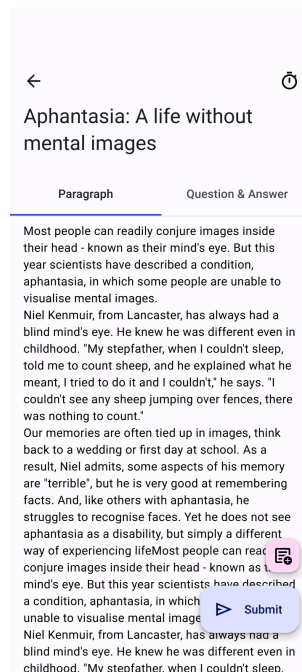 Aphantasia: A life without
mental images
Paragraph
Question & Answer
Most people can readily conjure images inside
their head - known as their mind's eye. But this
year scientists have described a condition,
aphantasia, in which some people are unable to
visualise mental images.
Niel Kenmuir, from Lancaster, has always had a
blind mind's eye. He knew he was different even in
childhood. "My stepfather, when I couldn't sleep,
told me to count sheep, and he explained what he
meant, I tried to do it and I couldn't," he says. "I
couldn't see any sheep jumping over fences, there
was nothing to count."
Our memories are often tied up in images, think
back to a wedding or first day at school. As a
result, Niel admits, some aspects of his memory
are "terrible", but he is very good at remembering
facts. And, like others with aphantasia, he
struggles to recognise faces. Yet he does not see
aphantasia as a disability, but simply a different
way of experiencing lifeMost people can
conjure images inside their head - known as
mind's eye. But this year scientists have described
a condition, aphantasia, in which
unable to visualise mental
Submit
Niel Kenmuir, from Lancaster, has always had a
blind mind's eye. He knew he was different even in
childhood. "My stepfather, when I couldn't sleep,